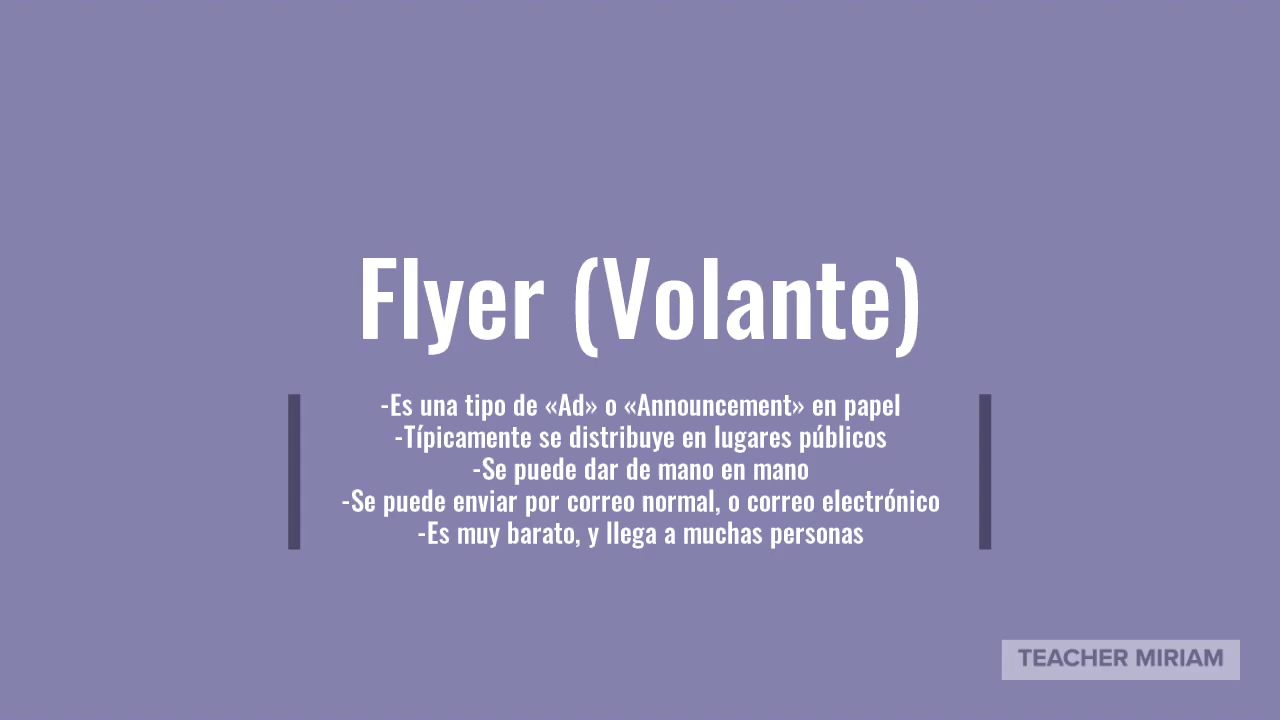 Flyer (Volante)
-Es una tipo de «Ad» o «Announcement» en papel
-Típicamente se distribuye en lugares públicos
-Se puede dar de mano en mano
-Se puede enviar por correo normal, o correo electrónico
-Es muy barato, y llega a muchas personas
TEACHER MIRIAM